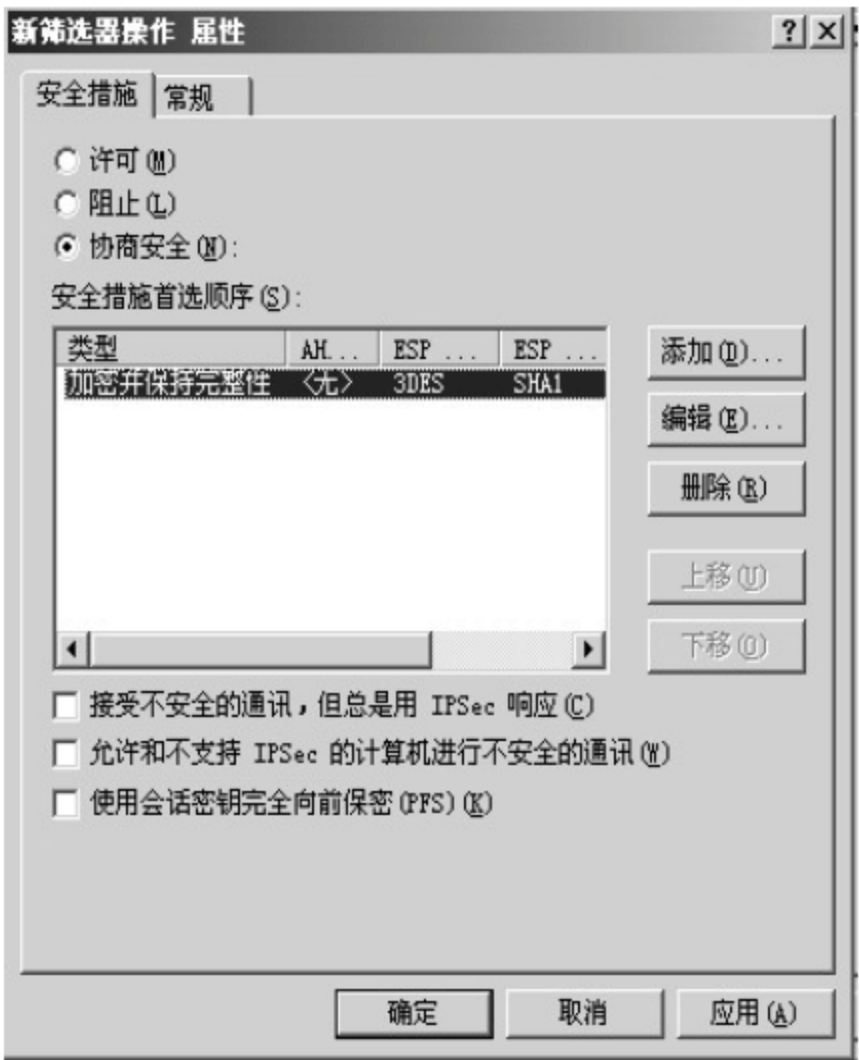 新筛选器操作 属性
安全措施 常规
许可(M)
阻止(L)
协商安全(N):
安全措施首选顺序(S):
类型 AH... ESP ... ESP ...
加密并保持完整性 <无> 3DES SHA1
添加(D)...
编辑(E)...
删除(R)
上移(U)
下移(O)
接受不安全的通讯，但总是用 IPSec 响应(C)
允许和不支持 IPSec 的计算机进行不安全的通讯(W)
使用会话密钥完全向前保密(PFS)(K)
确定 取消 应用(A)